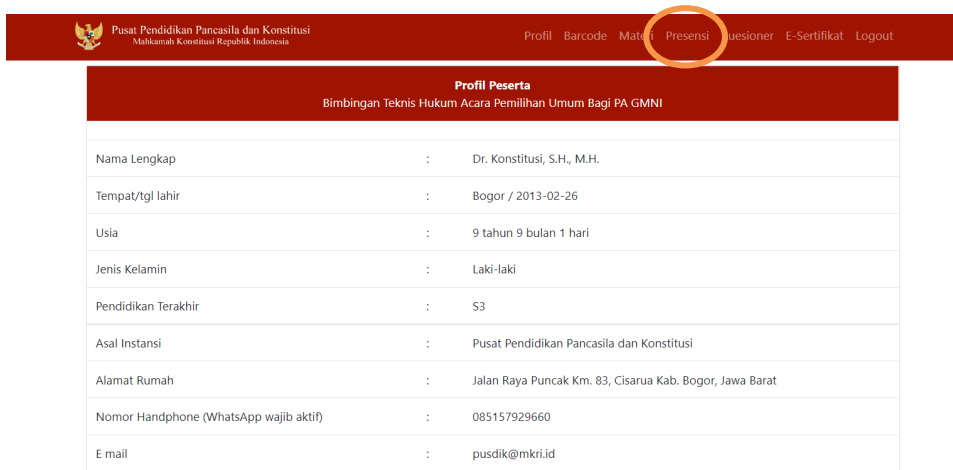 Pusat Pendidikan Pancasila dan Konstitusi
Mahkamah Konstitusi Republik Indonesia
Profil Barcode Materi Presensi Kuesioner E-Sertifikat Logout
Profil Peserta
Bimbingan Teknis Hukum Acara Pemilihan Umum Bagi PA GMNI
Nama Lengkap : Dr. Konstitusi, S.H., M.H.
Tempat/tgl lahir : Bogor / 2013-02-26
Usia : 9 tahun 9 bulan 1 hari
Jenis Kelamin : Laki-laki
Pendidikan Terakhir : S3
Asal Instansi : Pusat Pendidikan Pancasila dan Konstitusi
Alamat Rumah : Jalan Raya Puncak Km. 83, Cisarua Kab. Bogor, Jawa Barat
Nomor Handphone (WhatsApp wajib aktif) : 085157929660
E mail : pusdik@mkri.id